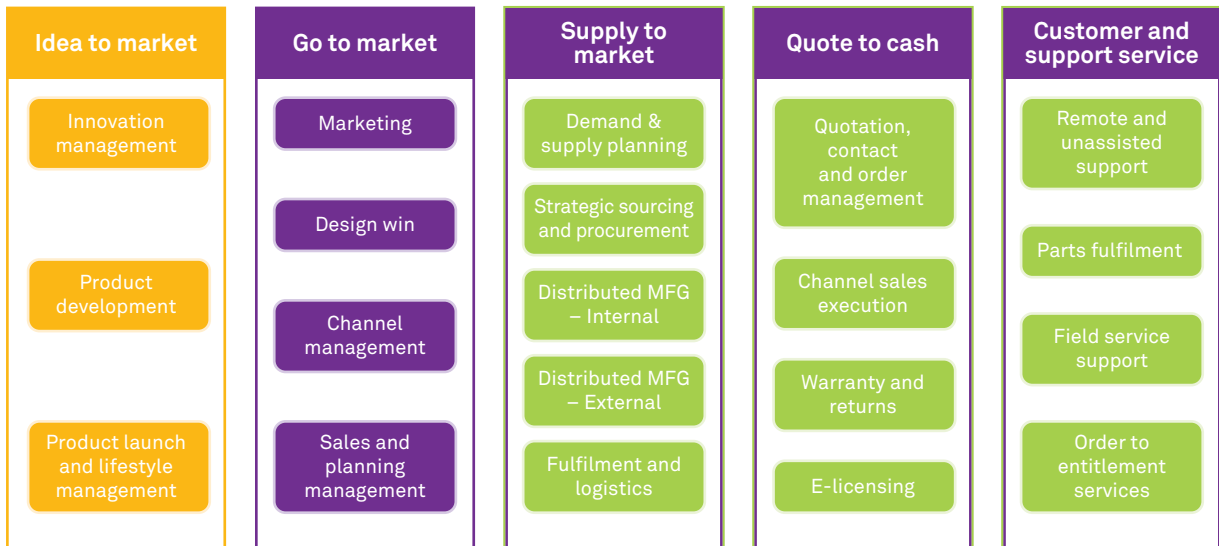 Idea to market
Innovation
management
Product
development
Product launch
and lifestyle
management
Go to market
Marketing
Design win
Channel
management
Sales and
planning
management
Supply to
market
Demand &
supply planning
Strategic sourcing
and procurement
Distributed MFG
– Internal
Distributed MFG
– External
Fulfilment and
logistics
Quote to cash
Quotation,
contact
and order
management
Channel sales
execution
Warranty and
returns
E-licensing
Customer and
support service
Remote and
unassisted
support
Parts fulfilment
Field service
support
Order to
entitlement
services